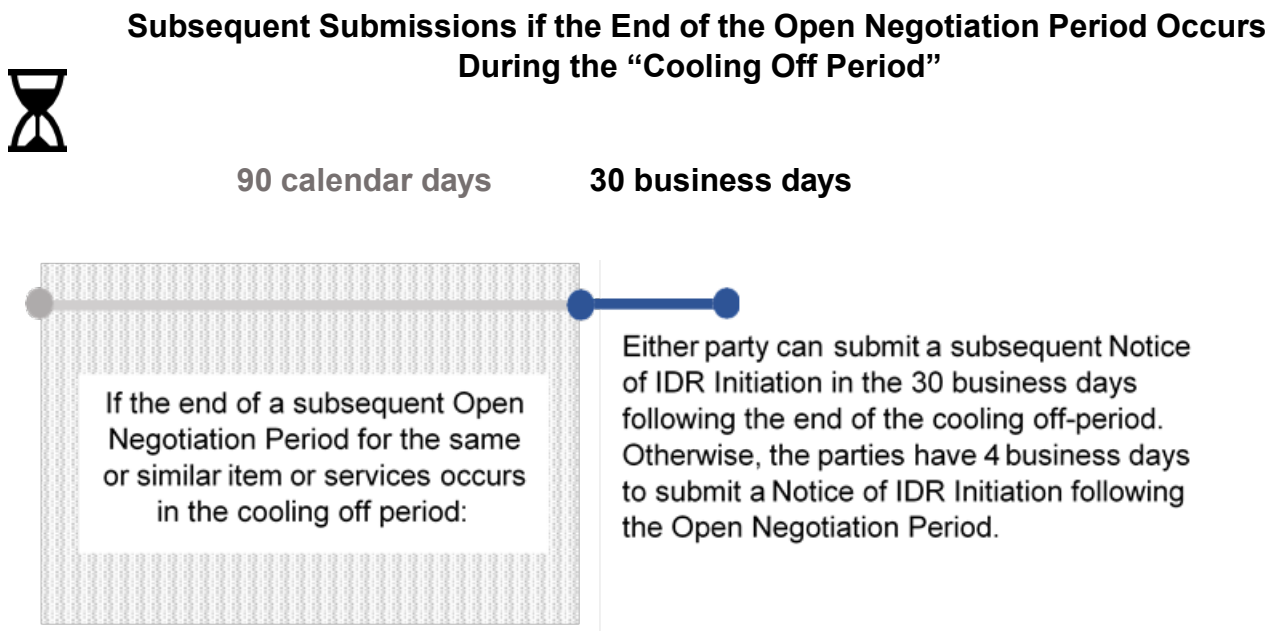 Subsequent Submissions if the End of the Open Negotiation Period Occurs
During the “Cooling Off Period”
90 calendar days
30 business days
If the end of a subsequent Open
Negotiation Period for the same
or similar item or services occurs
in the cooling off period:
Either party can submit a subsequent Notice
of IDR Initiation in the 30 business days
following the end of the cooling off-period.
Otherwise, the parties have 4 business days
to submit a Notice of IDR Initiation following
the Open Negotiation Period.